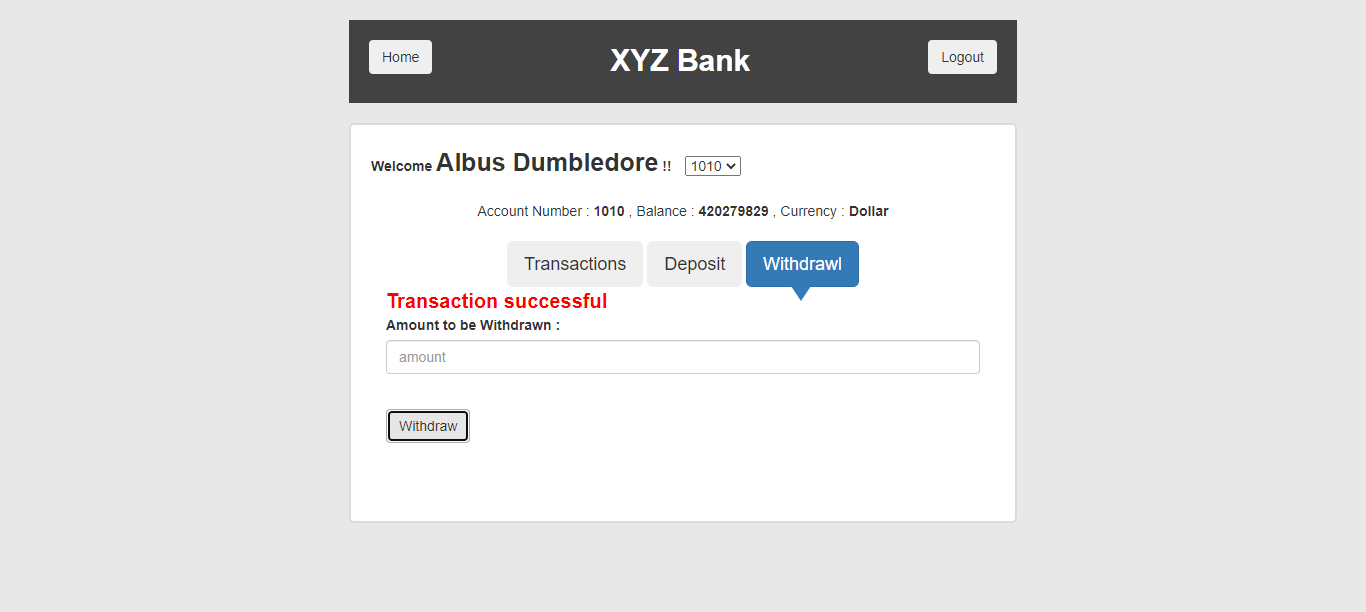 Home XYZ Bank Logout
Welcome Albus Dumbledore !! 1010
Account Number : 1010 , Balance : 420279829 , Currency : Dollar
Transactions Deposit Withdrawl
Transaction successful
Amount to be Withdrawn :
amount
Withdraw